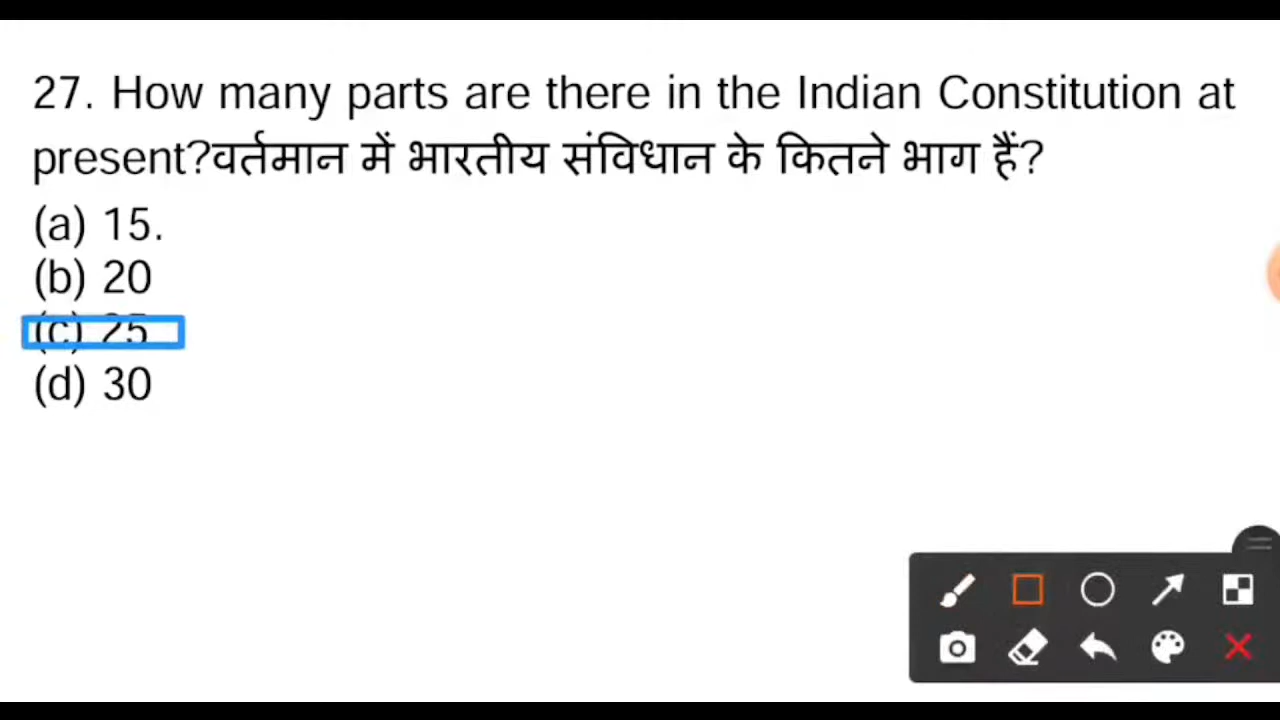 27. How many parts are there in the Indian Constitution at
present?वर्तमान में भारतीय संविधान के कितने भाग हैं?
(a) 15.
(b) 20
(c) 25
(d) 30